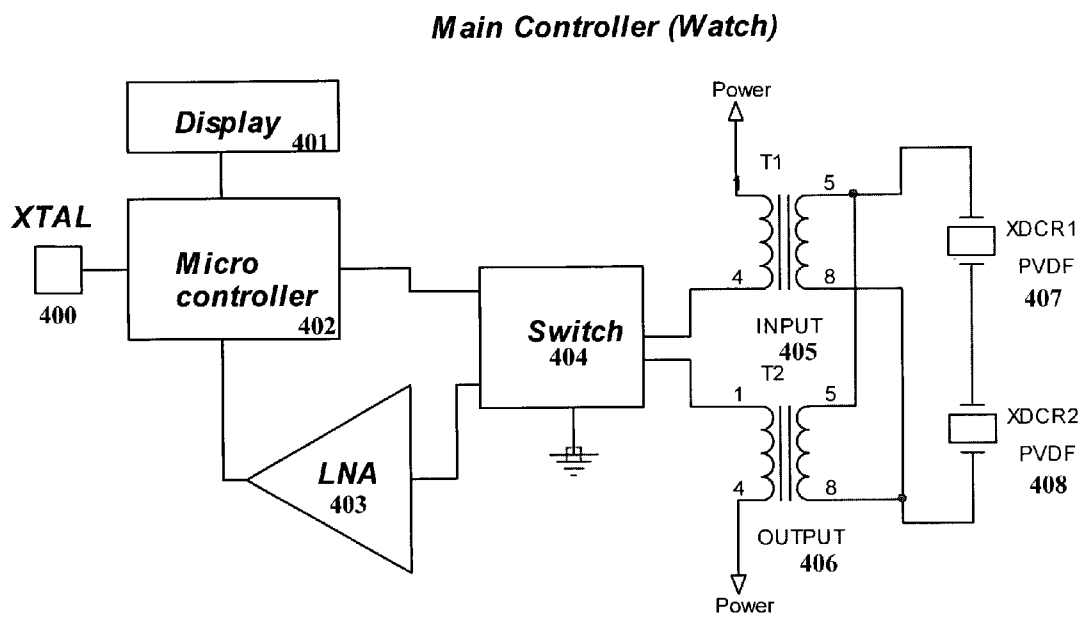 Main Controller (Watch)
Power
Display
401
T1
1
5
XTAL
400
Micro
controller
402
4
8
XDCR1
PVDF
407
Switch
404
INPUT
405
T2
1
5
XDCR2
PVDF
408
LNA
403
4
8
OUTPUT
406
Power